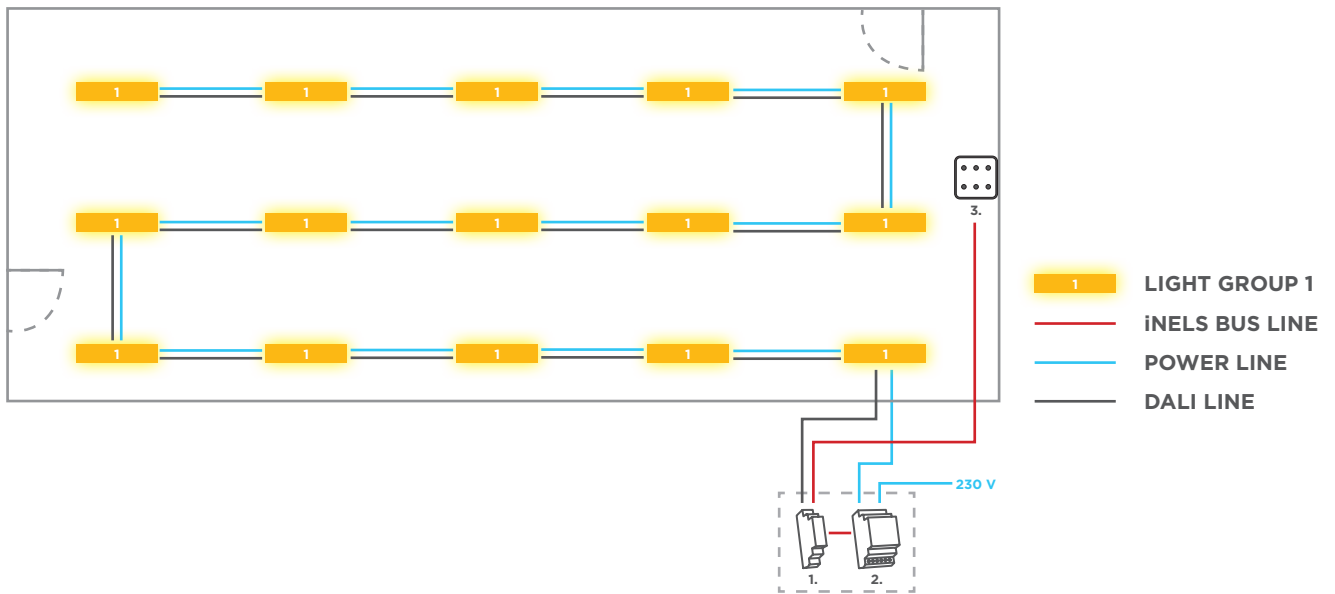 1 1 1 1 1
3.
1 1 1 1 1
1 LIGHT GROUP 1
iNELS BUS LINE
1 1 1 1 1
POWER LINE
DALI LINE
230 V
1. 2.